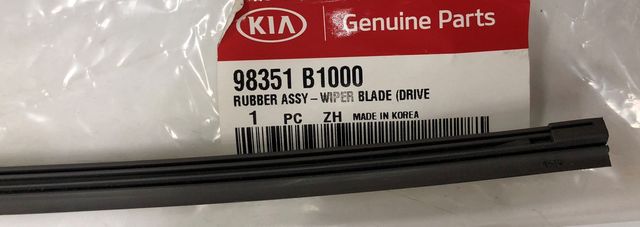 KIA Genuine Parts
98351 B1000
RUBBER ASSY-WIPER BLADE (DRIVE
1 PC ZH MADE IN KOREA